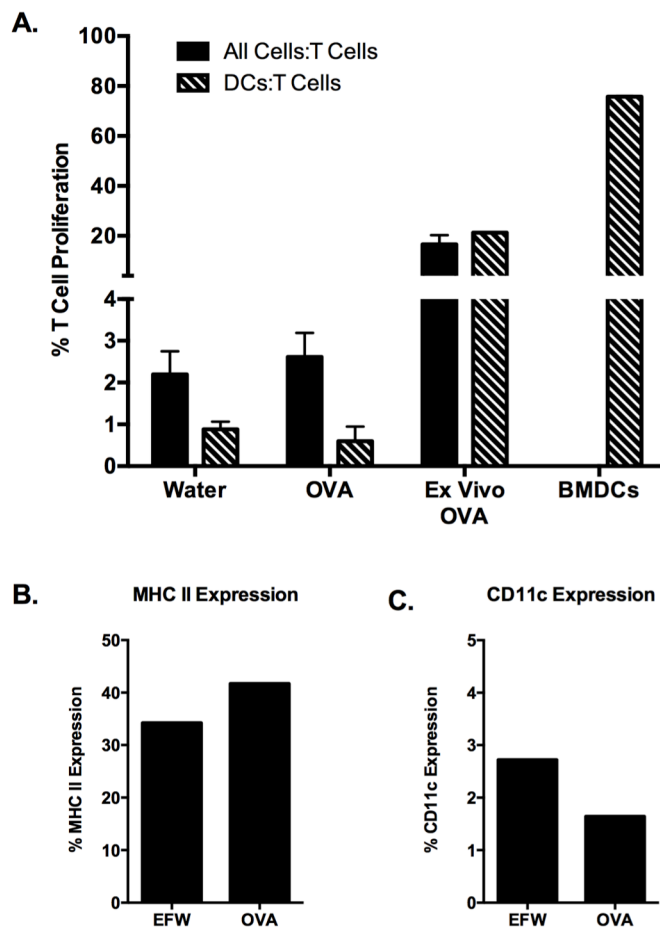 A.
100
80
60
40
20
4
3
2
1
0
% T Cell Proliferation
All Cells:T Cells
DCs:T Cells
Water
OVA
Ex Vivo
OVA
BMDCs
B.
MHC II Expression
50
40
30
20
10
0
% MHC II Expression
EFW
OVA
C.
CD11c Expression
5
4
3
2
1
0
% CD11c Expression
EFW
OVA